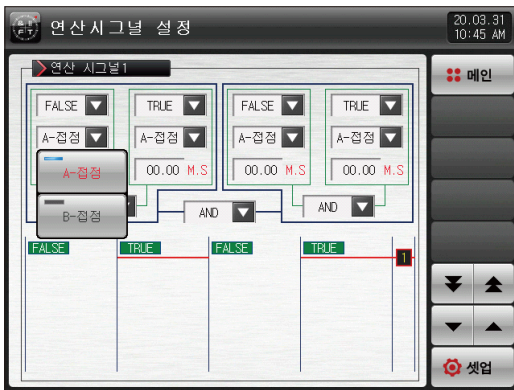 연산시그널 설정
20.03.31
10:45 AM
연산 시그널1
메인
FALSE TRUE FALSE TRUE
A-접점 A-접점 A-접점 A-접점
A-접점 00.00 M.S 00.00 M.S 00.00 M.S
B-접점 AND AND
FALSE TRUE FALSE TRUE
1
셋업